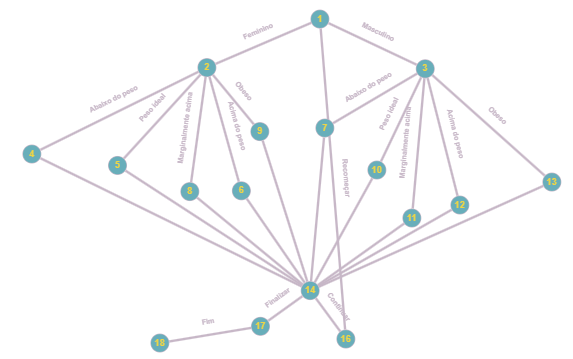 1
Feminino
Masculino
2
3
Abaixo do peso
Peso Ideal
Marginalmente acima
Acima do peso
Obeso
Abaixo do peso
Peso Ideal
Marginalmente acima
Acima do peso
Obeso
9
7
4
5
10
Recomeçar
13
8
6
12
11
14
Finalizar
Continuar
Fim
17
16
18